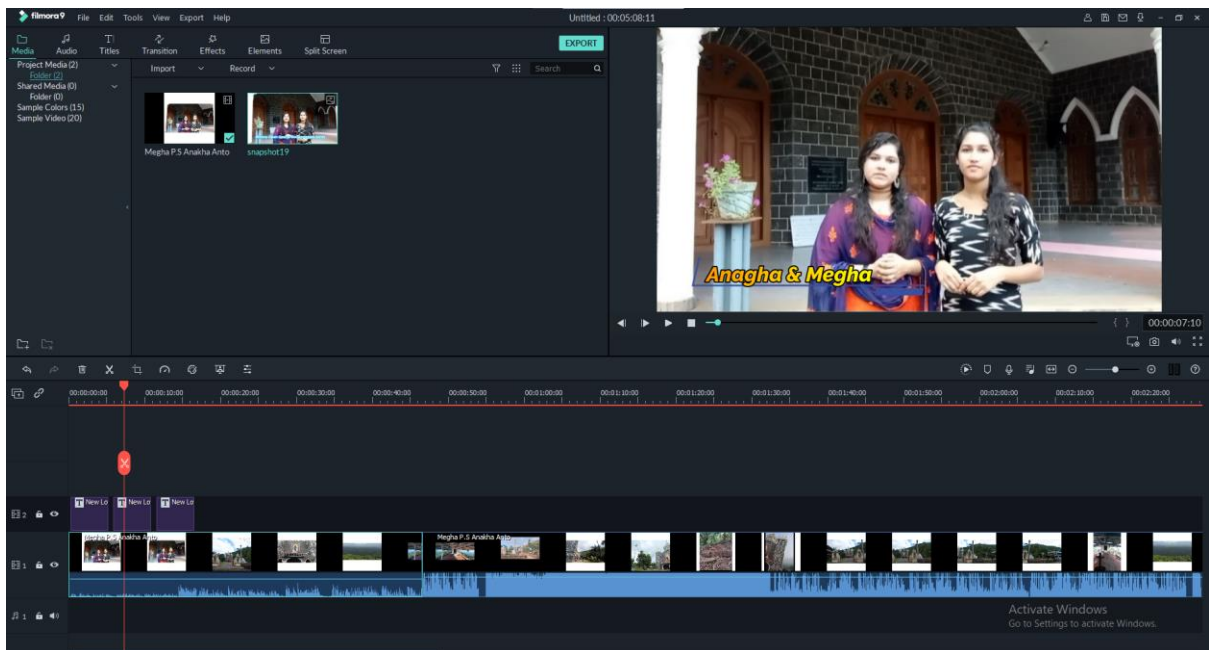 filmora9 File Edit Tools View Export Help Untitled : 00:05:08:11
Media Audio Titles Transition Effects Elements Split Screen EXPORT
Project Media (2) Import Record Search
Folder (2)
Shared Media (0)
Folder (0)
Sample Colors (15)
Sample Video (20)
Megha P.S Anakha Anto snapshot19
Anagha & Megha
{ } 00:00:07:10
00:00:00:00 00:00:10:00 00:00:20:00 00:00:30:00 00:00:40:00 00:00:50:00 00:01:00:00 00:01:10:00 00:01:20:00 00:01:30:00 00:01:40:00 00:01:50:00 00:02:00:00 00:02:10:00 00:02:20:00
2 T New Lo T New Lo T New Lo
Megha P.S Anakha Anto Megha P.S Anakha Anto
1
1
Activate Windows
Go to Settings to activate Windows.